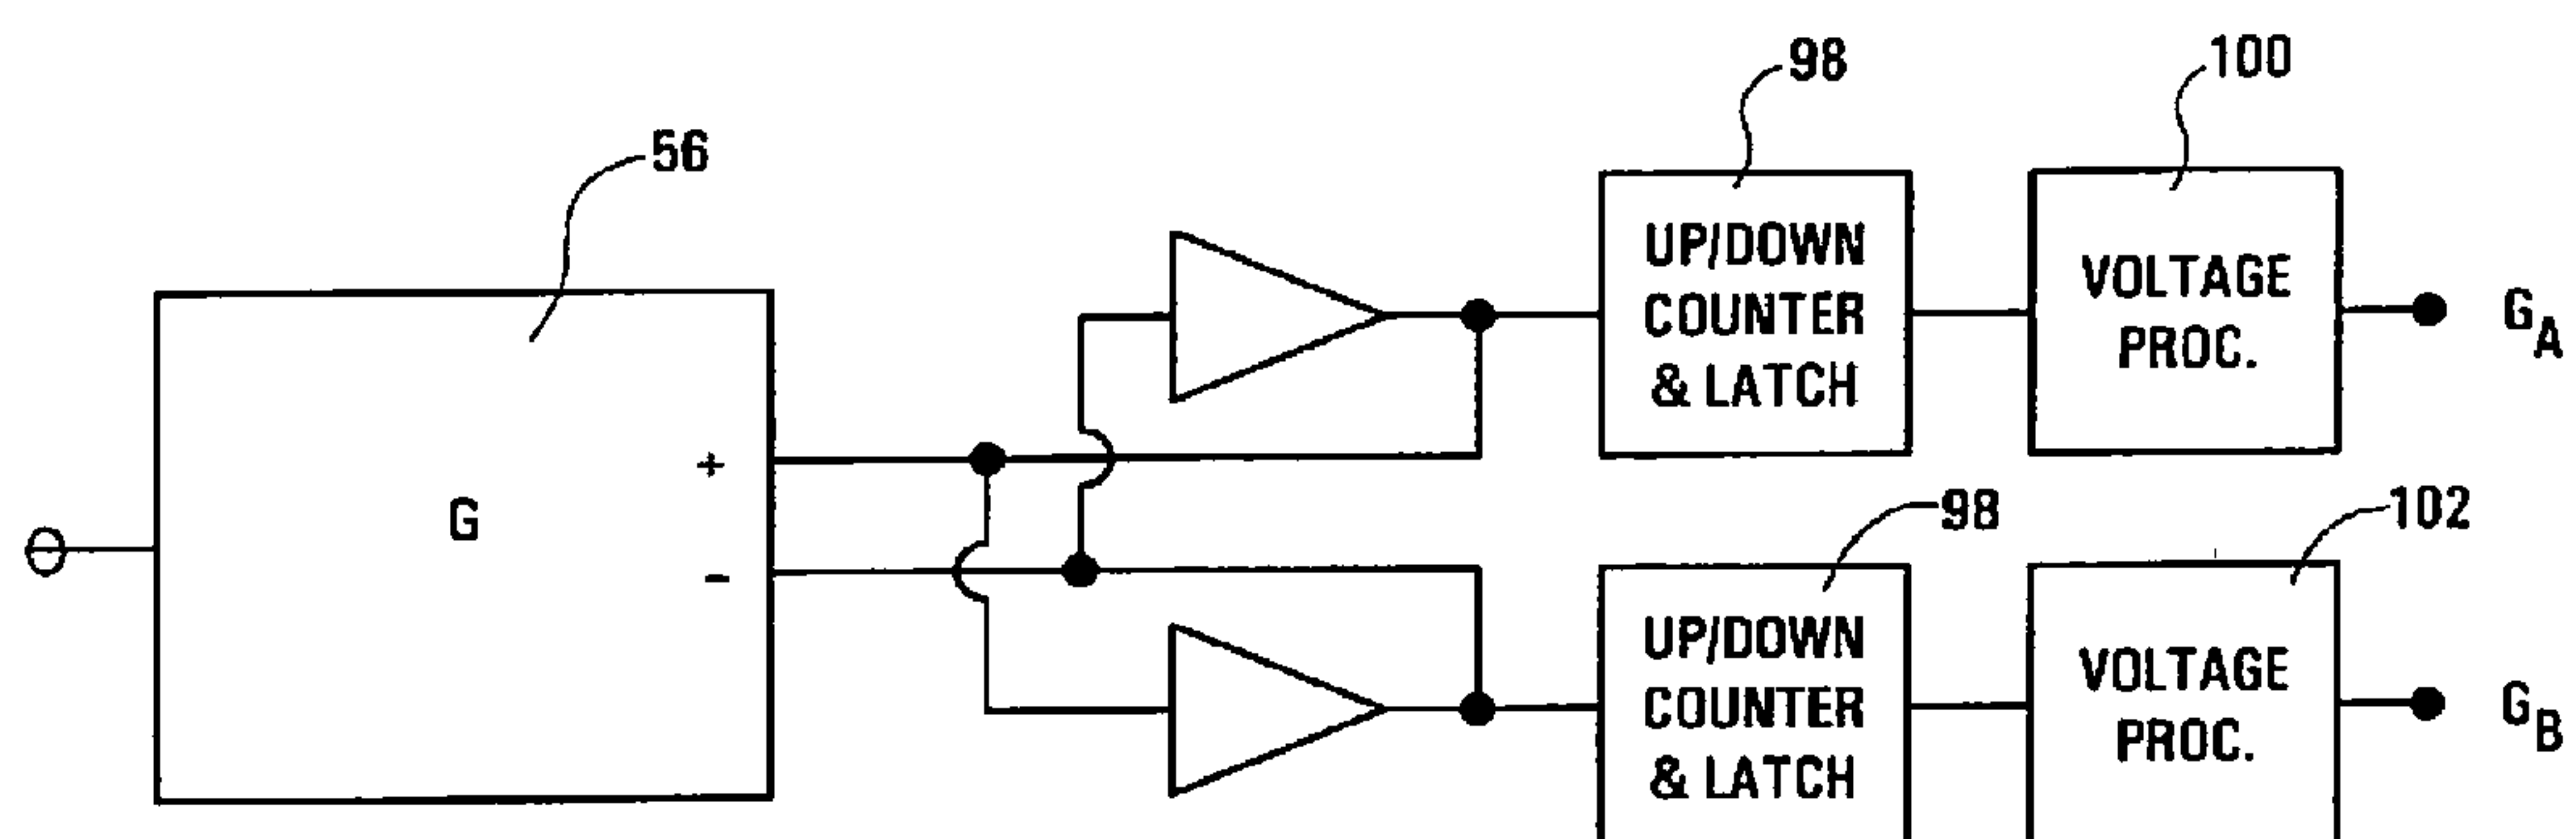 98
100
56
UP/DOWN
COUNTER
& LATCH
VOLTAGE
PROC.
G
A
+
G
-
98
102
UP/DOWN
COUNTER
& LATCH
VOLTAGE
PROC.
G
B